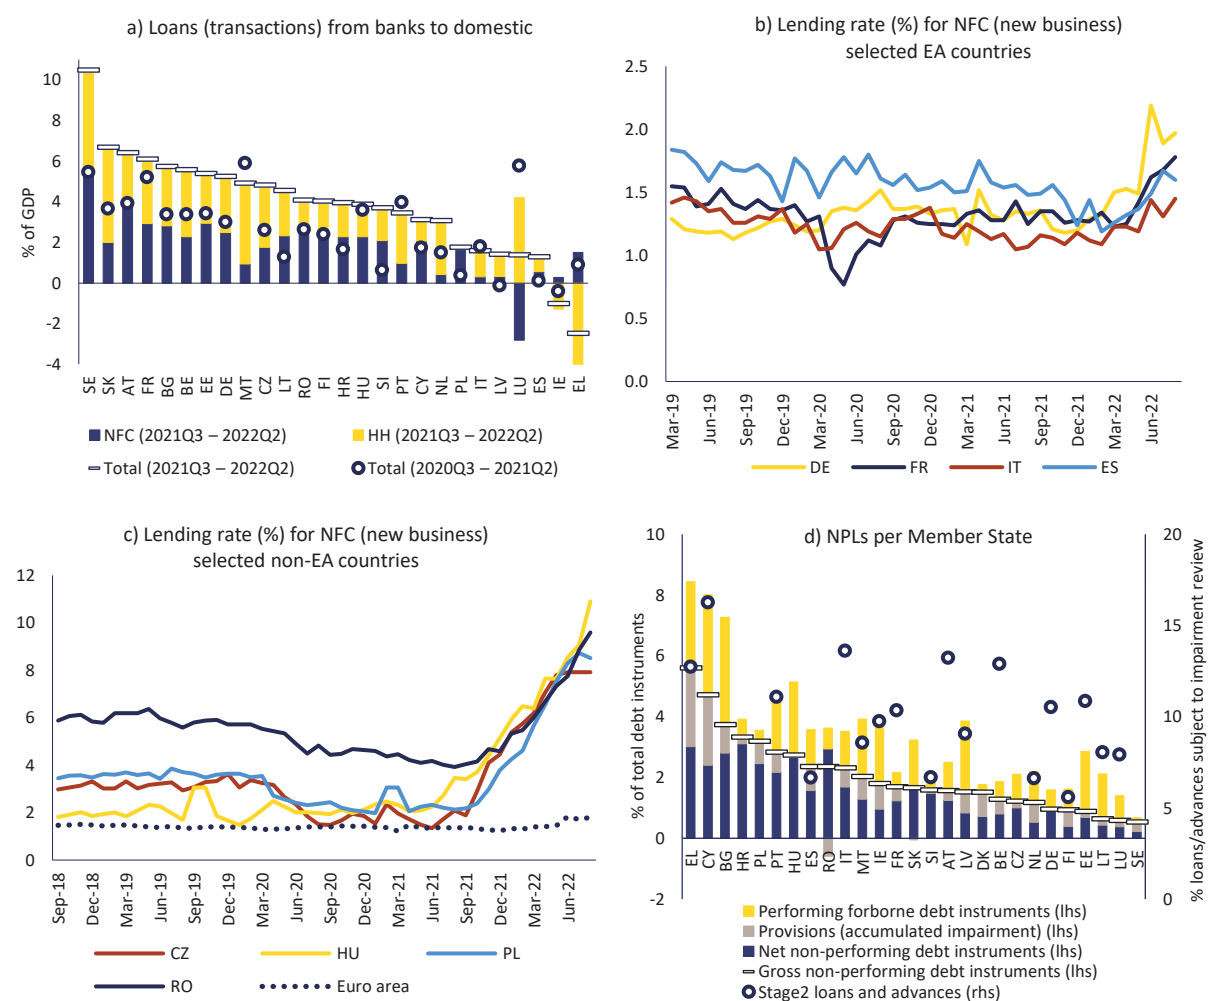 a) Loans (transactions) from banks to domestic
% of GDP
10
8
6
4
2
0
-2
-4
SE
SK
AT
FR
BG
BE
EE
DE
MT
CZ
LT
RO
FI
HR
HU
SI
PT
CY
NL
PL
IT
LV
LU
ES
IE
EL
NFC (2021Q3 – 2022Q2)
HH (2021Q3 – 2022Q2)
Total (2021Q3 – 2022Q2)
Total (2020Q3 – 2021Q2)
b) Lending rate (%) for NFC (new business)
selected EA countries
2.5
2.0
1.5
1.0
0.5
0.0
Mar-19
Jun-19
Sep-19
Dec-19
Mar-20
Jun-20
Sep-20
Dec-20
Mar-21
Jun-21
Sep-21
Dec-21
Mar-22
Jun-22
DE
FR
IT
ES
c) Lending rate (%) for NFC (new business)
selected non-EA countries
12
10
8
6
4
2
0
Sep-18
Dec-18
Mar-19
Jun-19
Sep-19
Dec-19
Mar-20
Jun-20
Sep-20
Dec-20
Mar-21
Jun-21
Sep-21
Dec-21
Mar-22
Jun-22
CZ
HU
PL
RO
Euro area
d) NPLs per Member State
% of total debt instruments
10
8
6
4
2
0
-2
20
15
10
5
0
% loans/advances subject to impairment review
EL
CY
BG
HR
PL
PT
HU
ES
RO
IT
MT
IE
FR
SK
SI
AT
LV
DK
BE
CZ
NL
DE
FI
EE
LT
LU
SE
Performing forborne debt instruments (lhs)
Provisions (accumulated impairment) (lhs)
Net non-performing debt instruments (lhs)
Gross non-performing debt instruments (lhs)
Stage2 loans and advances (rhs)